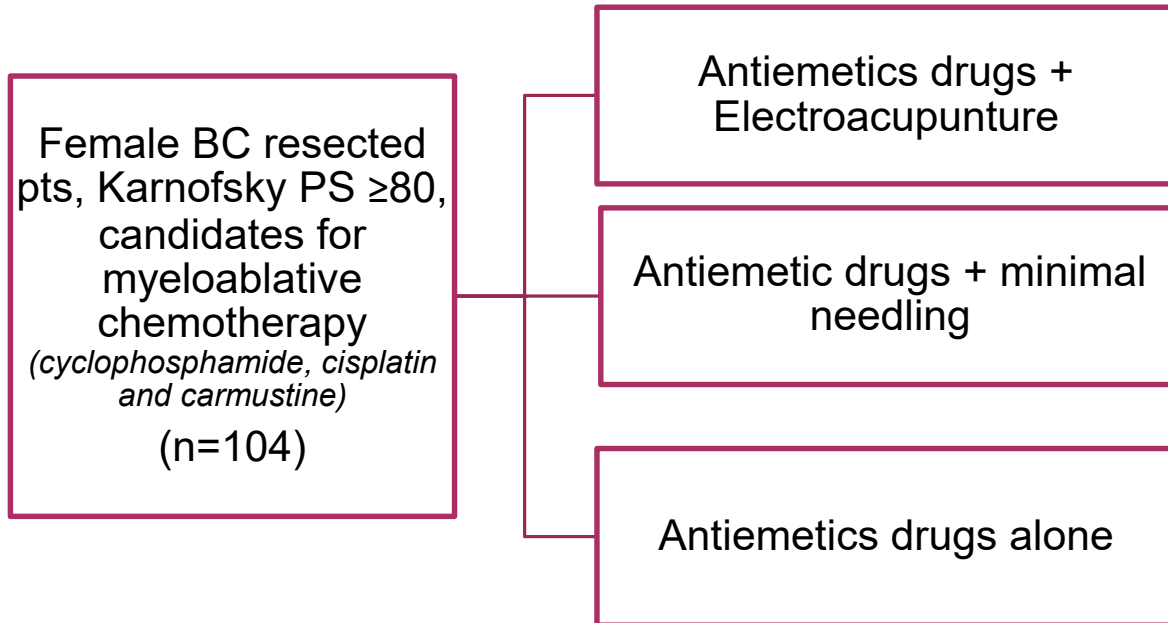 Female BC resected
pts, Karnofsky PS ≥80,
candidates for
myeloablative
chemotherapy
(cyclophosphamide, cisplatin
and carmustine)
(n=104)
Antiemetics drugs +
Electroacupunture
Antiemetic drugs + minimal
needling
Antiemetics drugs alone